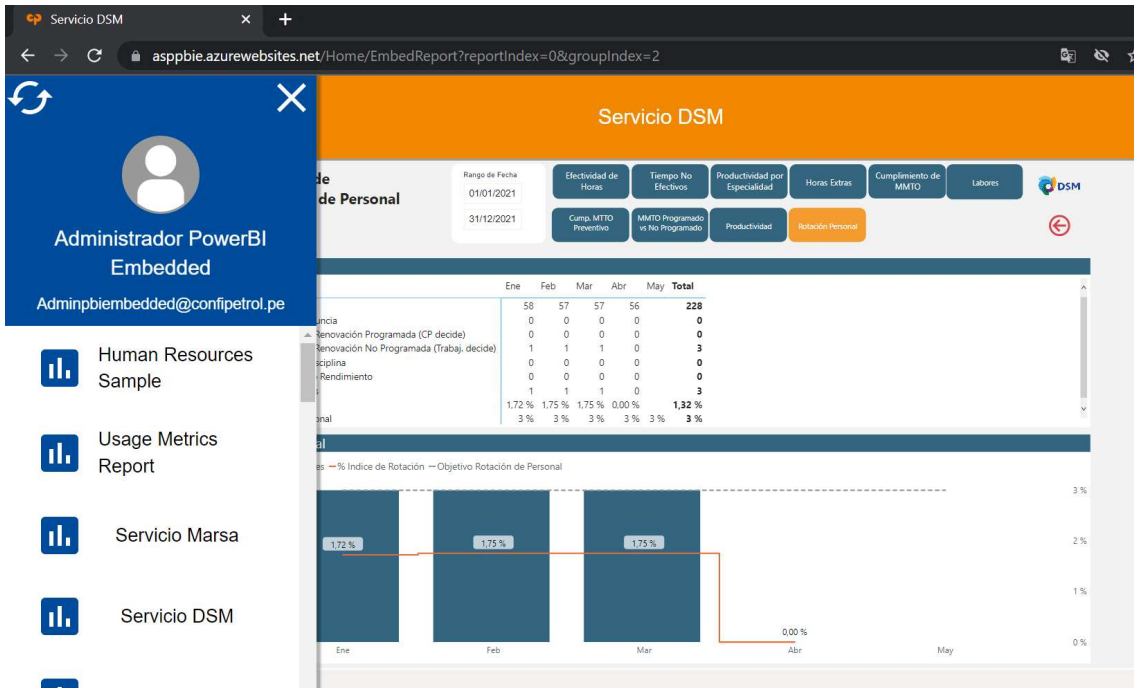 Servicio DSM
asppbie.azurewebsites.net/Home/EmbedReport?reportIndex=0&groupIndex=2
Servicio DSM
Administrador PowerBI
Embedded
Adminpbiembedded@confipetrol.pe
Human Resources
Sample
Usage Metrics
Report
Servicio Marsa
Servicio DSM
de
de Personal
Rango de Fecha
01/01/2021
31/12/2021
Efectividad de
Horas
Tiempo No
Efectivos
Productividad por
Especialidad
Horas Extras
Cumplimiento de
MMTO
Labores
DSM
Cump. MTTO
Preventivo
MMTO Programado
vs No Programado
Productividad
Rotación Personal
Ene Feb Mar Abr May Total
58 57 57 56 228
uncia 0 0 0 0 0
Renovación Programada (CP decide) 0 0 0 0 0
Renovación No Programada (Trabaj. decide) 1 1 1 0 3
sciplina 0 0 0 0 0
Rendimiento 0 0 0 0 0
s 1 1 1 0 3
1,72 % 1,75 % 1,75 % 0,00 % 1,32 %
onal 3 % 3 % 3 % 3 % 3 % 3 %
al
es % Indice de Rotación Objetivo Rotación de Personal
3 %
2 %
1 %
0 %
1,72 %
1,75 %
1,75 %
0,00 %
Ene Feb Mar Abr May